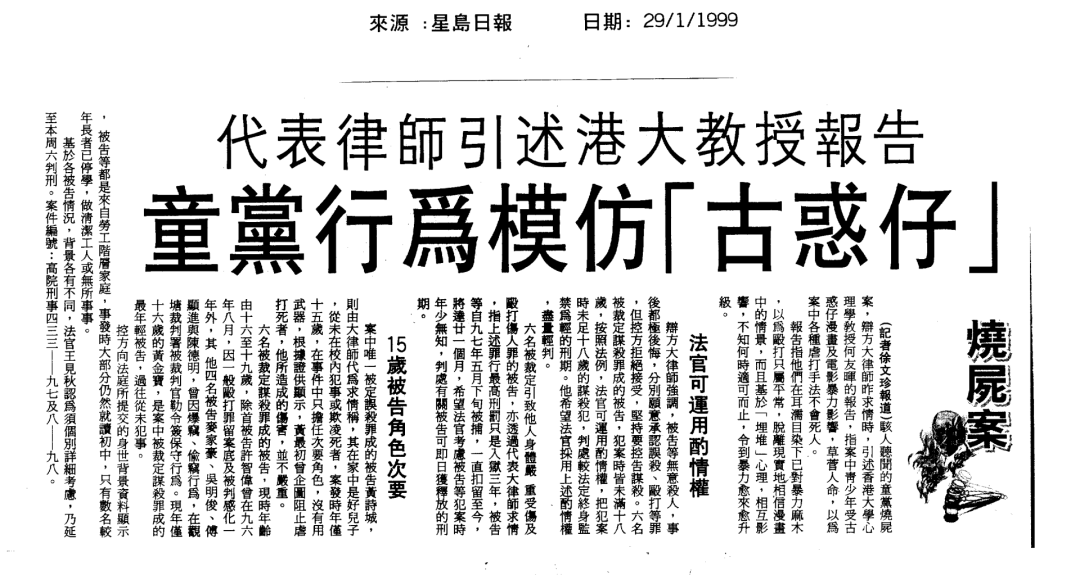 來源：星島日報
日期：29/1/1999
代表律師引述港大教授報告
童黨行爲模仿「古惑仔」
燒屍案
（記者徐文珍報道）駭人聽聞的童黨燒屍
案，辯方大律師昨求情時，引述香港大學心
理學教授何友暉的報告，指案中青少年受古
惑仔漫畫及電影暴力影響，草菅人命，以爲
案中各種虐打手法不會死人。
報告指他們在耳濡目染下已對暴力麻木
，以爲毆打只屬平常，脫離現實地相信漫畫
中的情景，而且基於「埋堆」心理，相互影
響，不知何時適可而止，令到暴力愈來愈升
級。
法官可運用酌情權
辯方大律師強調，被告等無意殺人，事
後都極後悔，分別願意承認誤殺、毆打等罪
，但控方拒絕接受，堅持要控告謀殺。六名
被裁定謀殺罪成的被告，犯案時皆未滿十八
歲，按照法例，法官可運用酌情權，把犯案
時未足十八歲的謀殺犯，判處較法定終身監
禁爲輕的刑期。他希望法官採用上述酌情權
，盡量輕判。
六名被裁定引致他人身體嚴重受傷及
毆打傷人罪的被告，亦透過代表大律師求情
，指上述罪行最高刑罰只是入獄三年，被告
等自九七年五月下旬被捕，一直扣留至今，
將達廿一個月，希望法官考慮被告等犯案時
年少無知，判處有關被告可即日獲釋放的刑
期。
15歲被告角色次要
案中唯一被定誤殺罪成的被告黃詩城，
則由大律師代爲求情稱，其在家中是好兒子
，從未在校內犯事或欺凌死者，案發時年僅
十五歲，在事件中只擔任次要角色，沒有用
武器，根據證供顯示，黃最初曾企圖阻止虐
打死者，他所造成的傷害，並不嚴重。
六名被裁定謀殺罪成的被告，現時年齡
由十六至十九歲，除首被告許智偉曾在九六
年八月，因一般毆打罪留案底及被判感化一
年外，其他四名被告麥家豪、吳明俊、傅
顯進與陳德明，曾因爆竊、偷竊行爲，在觀
塘裁判署被裁判官勒令簽保守行爲。現年僅
十六歲的黃金寶，是案中被裁定謀殺罪成的
最年輕被告，過往從未犯事。
控方向法庭所提交的身世背景資料顯示
，被告等都是來自勞工階層家庭，事發時大部分仍然就讀初中，只有數名較
年長者已停學，做清潔工人或無所事事。
基於各被告情況，背景各有不同，法官王見秋認爲須個別詳細考慮，乃延
至本周六判刑。案件編號：高院刑事四三三——九七及八——九八。